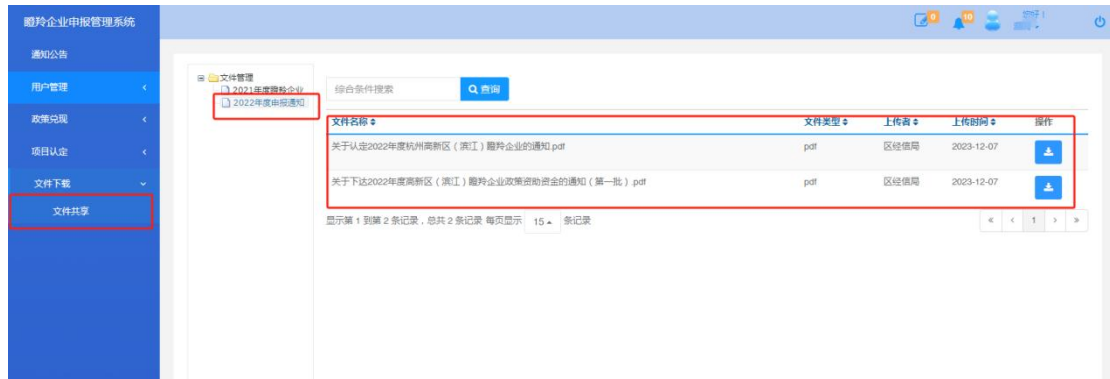 瞪羚企业申报管理系统
0
10
通知公告
用户管理
政策兑现
项目认定
文件下载
文件共享
文件管理
2021年度瞪羚企业
2022年度申报通知
综合条件搜索
查询
文件名称 文件类型 上传者 上传时间 操作
关于认定2022年度杭州高新区（滨江）瞪羚企业的通知.pdf pdf 区经信局 2023-12-07
关于下达2022年度高新区（滨江）瞪羚企业政策资助资金的通知（第一批）.pdf pdf 区经信局 2023-12-07
显示第 1 到第 2 条记录，总共 2 条记录 每页显示 15 条记录
« ‹ 1 › »